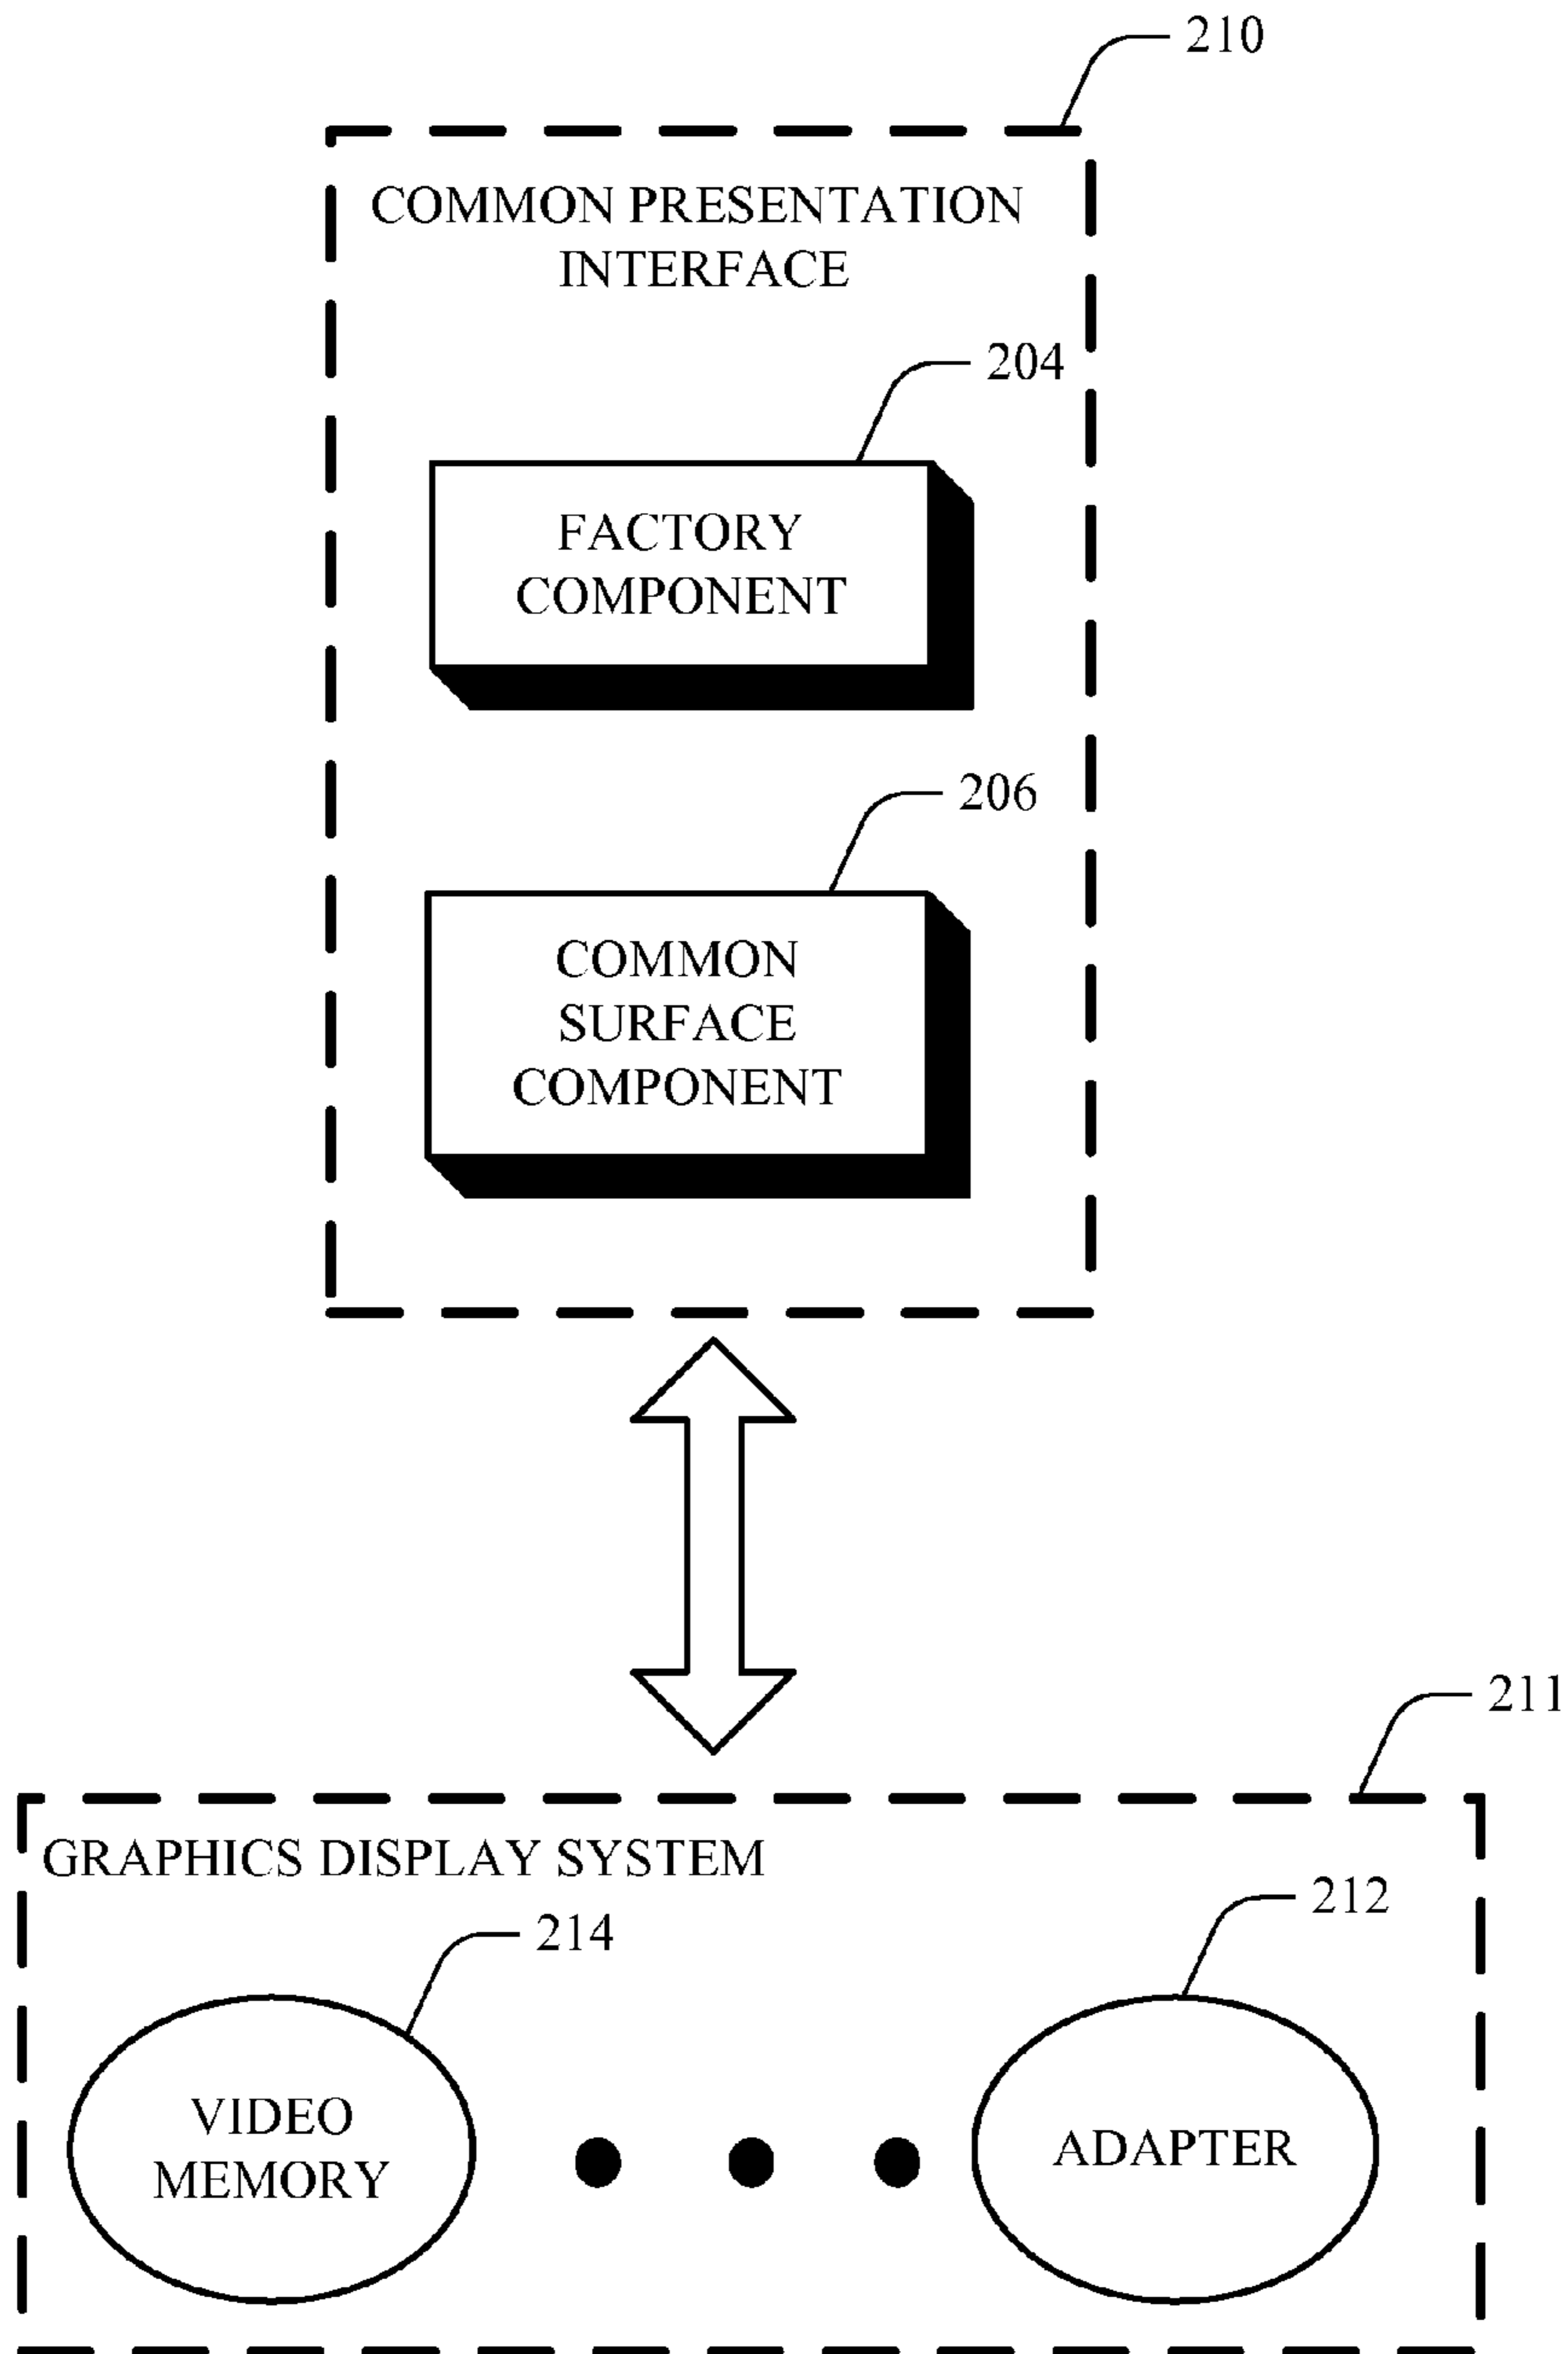 210
COMMON PRESENTATION
INTERFACE
204
FACTORY
COMPONENT
206
COMMON
SURFACE
COMPONENT
211
GRAPHICS DISPLAY SYSTEM
212
214
VIDEO
MEMORY
ADAPTER